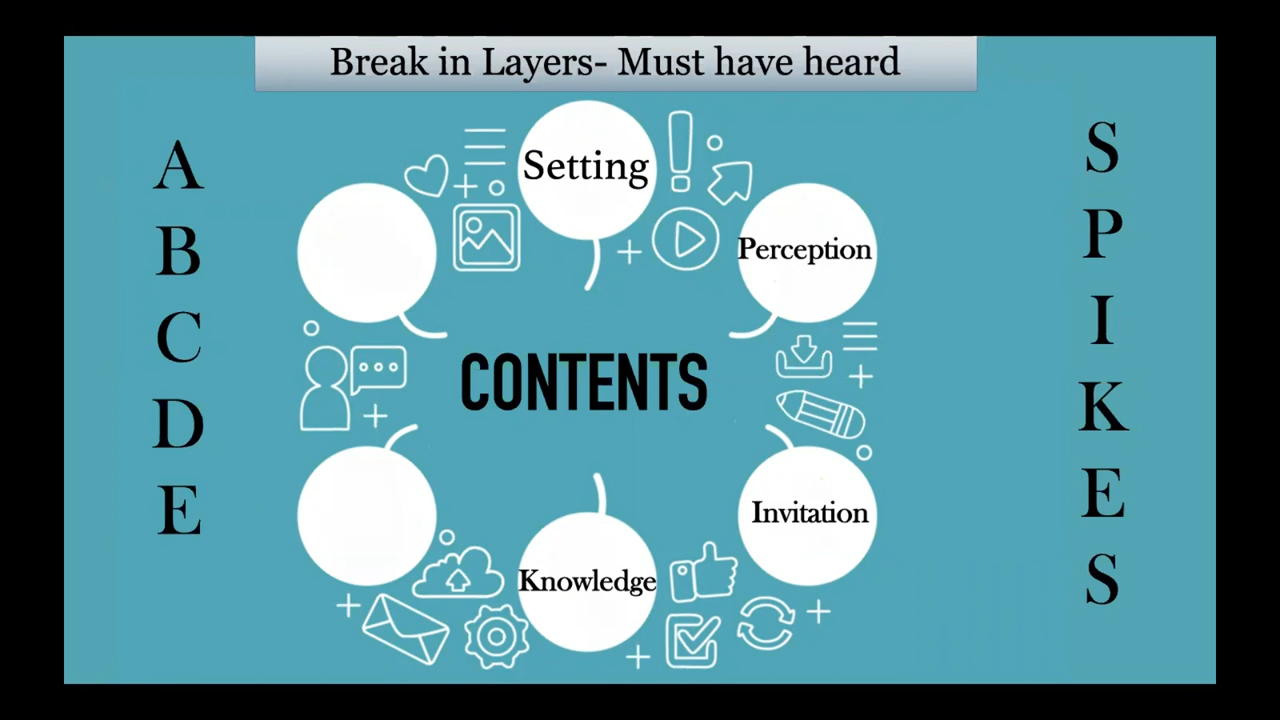 Break in Layers- Must have heard
A
B
C
D
E
Setting
Perception
CONTENTS
Invitation
Knowledge
S
P
I
K
E
S